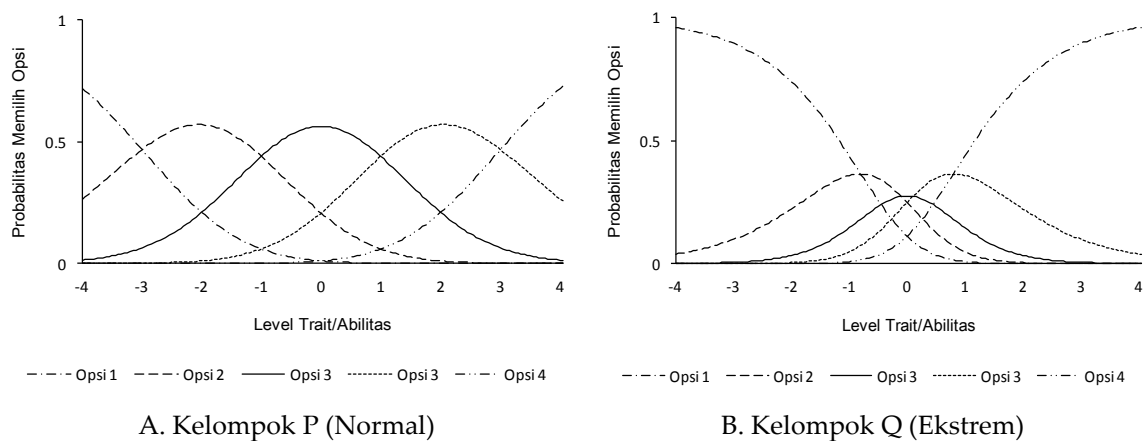 Probabilitas Memilih Opsi
1
0.5
0
-4 -3 -2 -1 0 1 2 3 4
Level Trait/Abilitas
Opsi 1 Opsi 2 Opsi 3 Opsi 3 Opsi 4
A. Kelompok P (Normal)
Probabilitas Memilih Opsi
1
0.5
0
-4 -3 -2 -1 0 1 2 3 4
Level Trait/Abilitas
Opsi 1 Opsi 2 Opsi 3 Opsi 3 Opsi 4
B. Kelompok Q (Ekstrem)